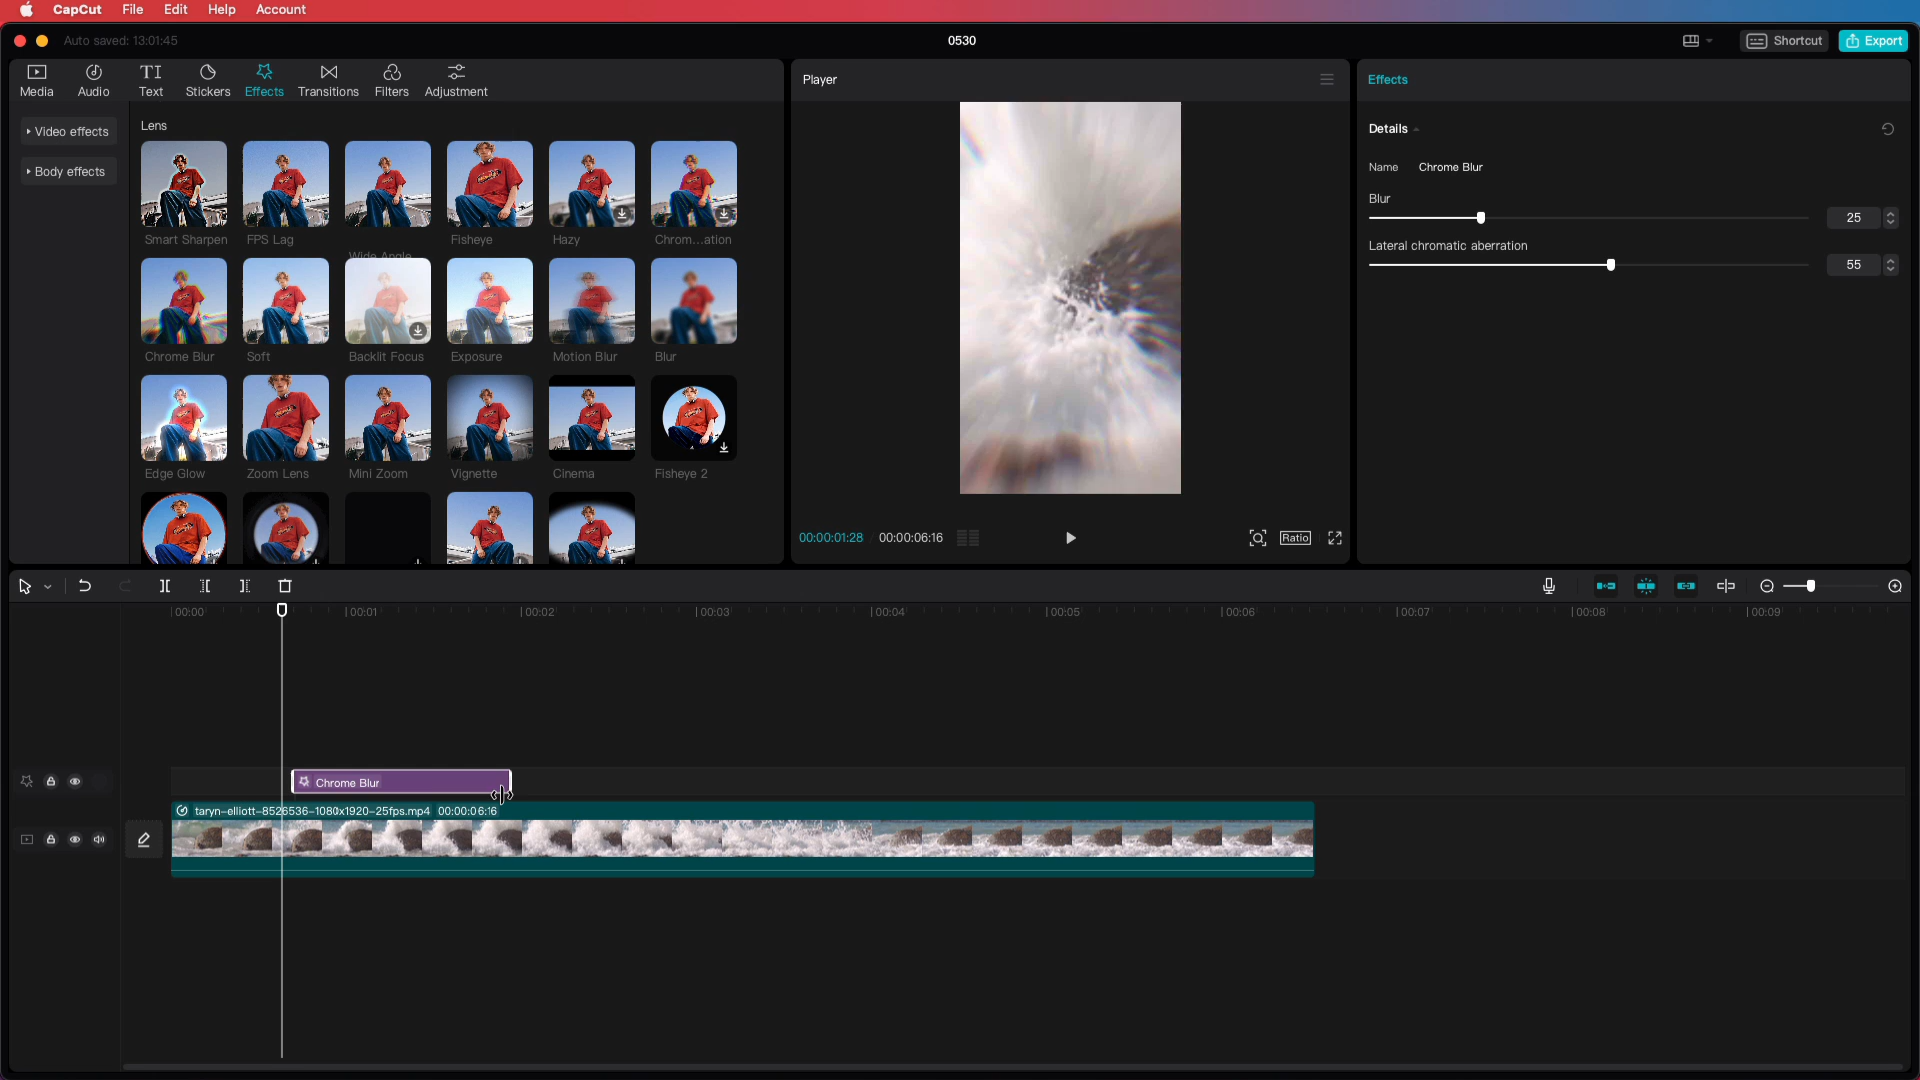 CapCut File Edit Help Account
Auto saved: 13:01:45
0530
Shortcut
Export
Media
Audio
Text
Stickers
Effects
Transitions
Filters
Adjustment
Player
Effects
Video effects
Body effects
Lens
Smart Sharpen
FPS Lag
Wide Angle
Fisheye
Hazy
Chrom...ation
Chrome Blur
Soft
Backlit Focus
Exposure
Motion Blur
Blur
Edge Glow
Zoom Lens
Mini Zoom
Vignette
Cinema
Fisheye 2
Details
Name Chrome Blur
Blur
25
Lateral chromatic aberration
55
00:00:01:28 00:00:06:16
Ratio
00:00 00:01 00:02 00:03 00:04 00:05 00:06 00:07 00:08 00:09
Chrome Blur
taryn-elliott-8526536-1080x1920-25fps.mp4 00:00:06:16